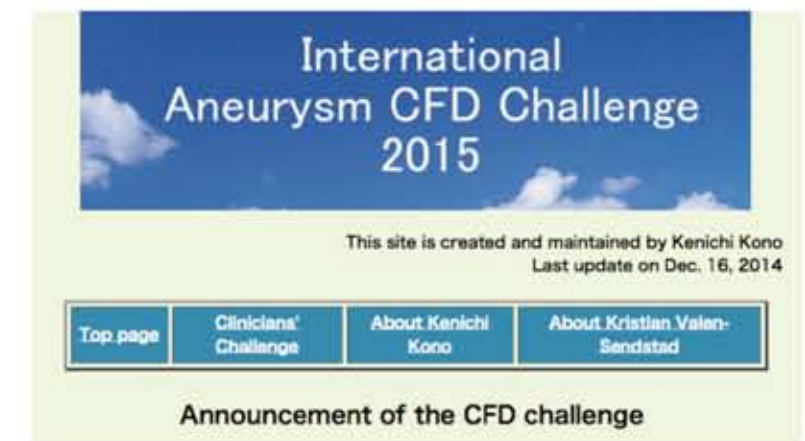 International
Aneurysm CFD Challenge
2015
This site is created and maintained by Kenichi Kono
Last update on Dec. 16, 2014
Top page
Clinicians'
Challenge
About Kenichi
Kono
About Kristian Valen-
Sendstad
Announcement of the CFD challenge